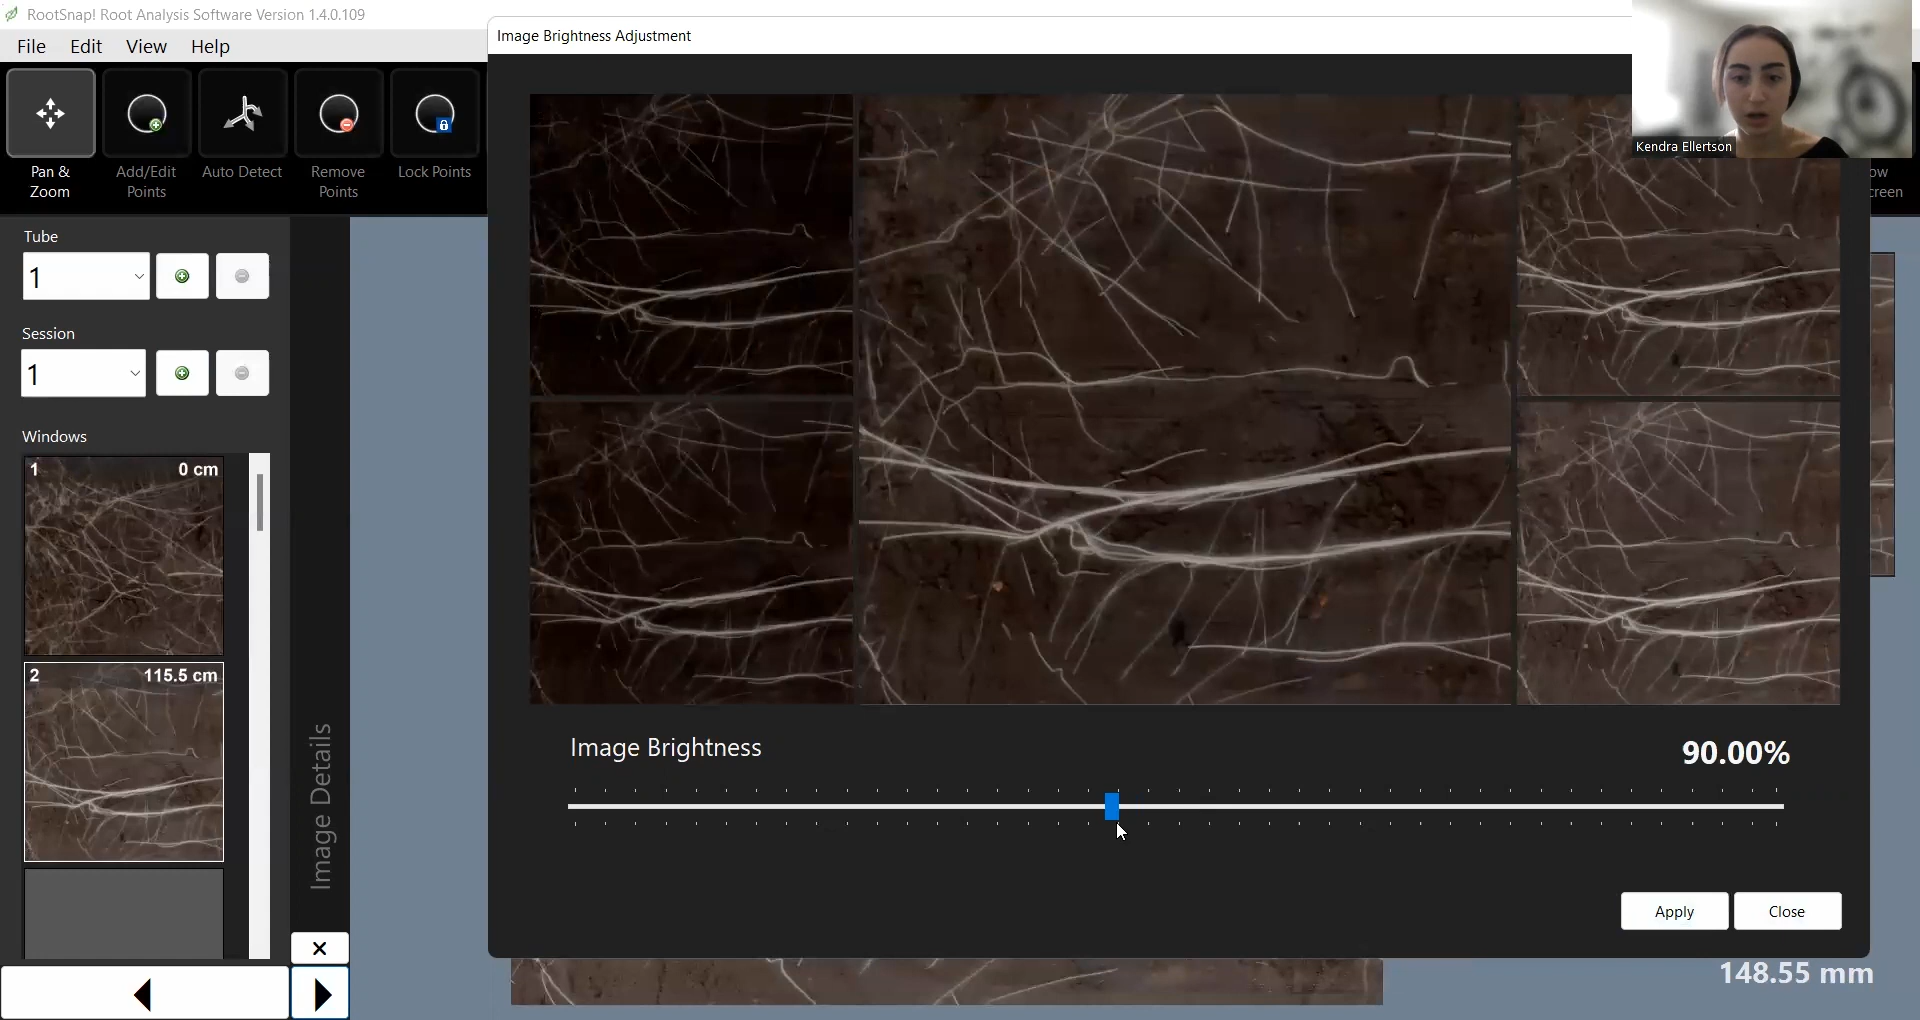 RootSnap! Root Analysis Software Version 1.4.0.109
File Edit View Help
Pan & Zoom
Add/Edit Points
Auto Detect
Remove Points
Lock Points
Image Brightness Adjustment
Kendra Ellertson
Tube
1
Session
1
Windows
1 0 cm
2 115.5 cm
Image Details
Image Brightness
90.00%
Apply
Close
148.55 mm